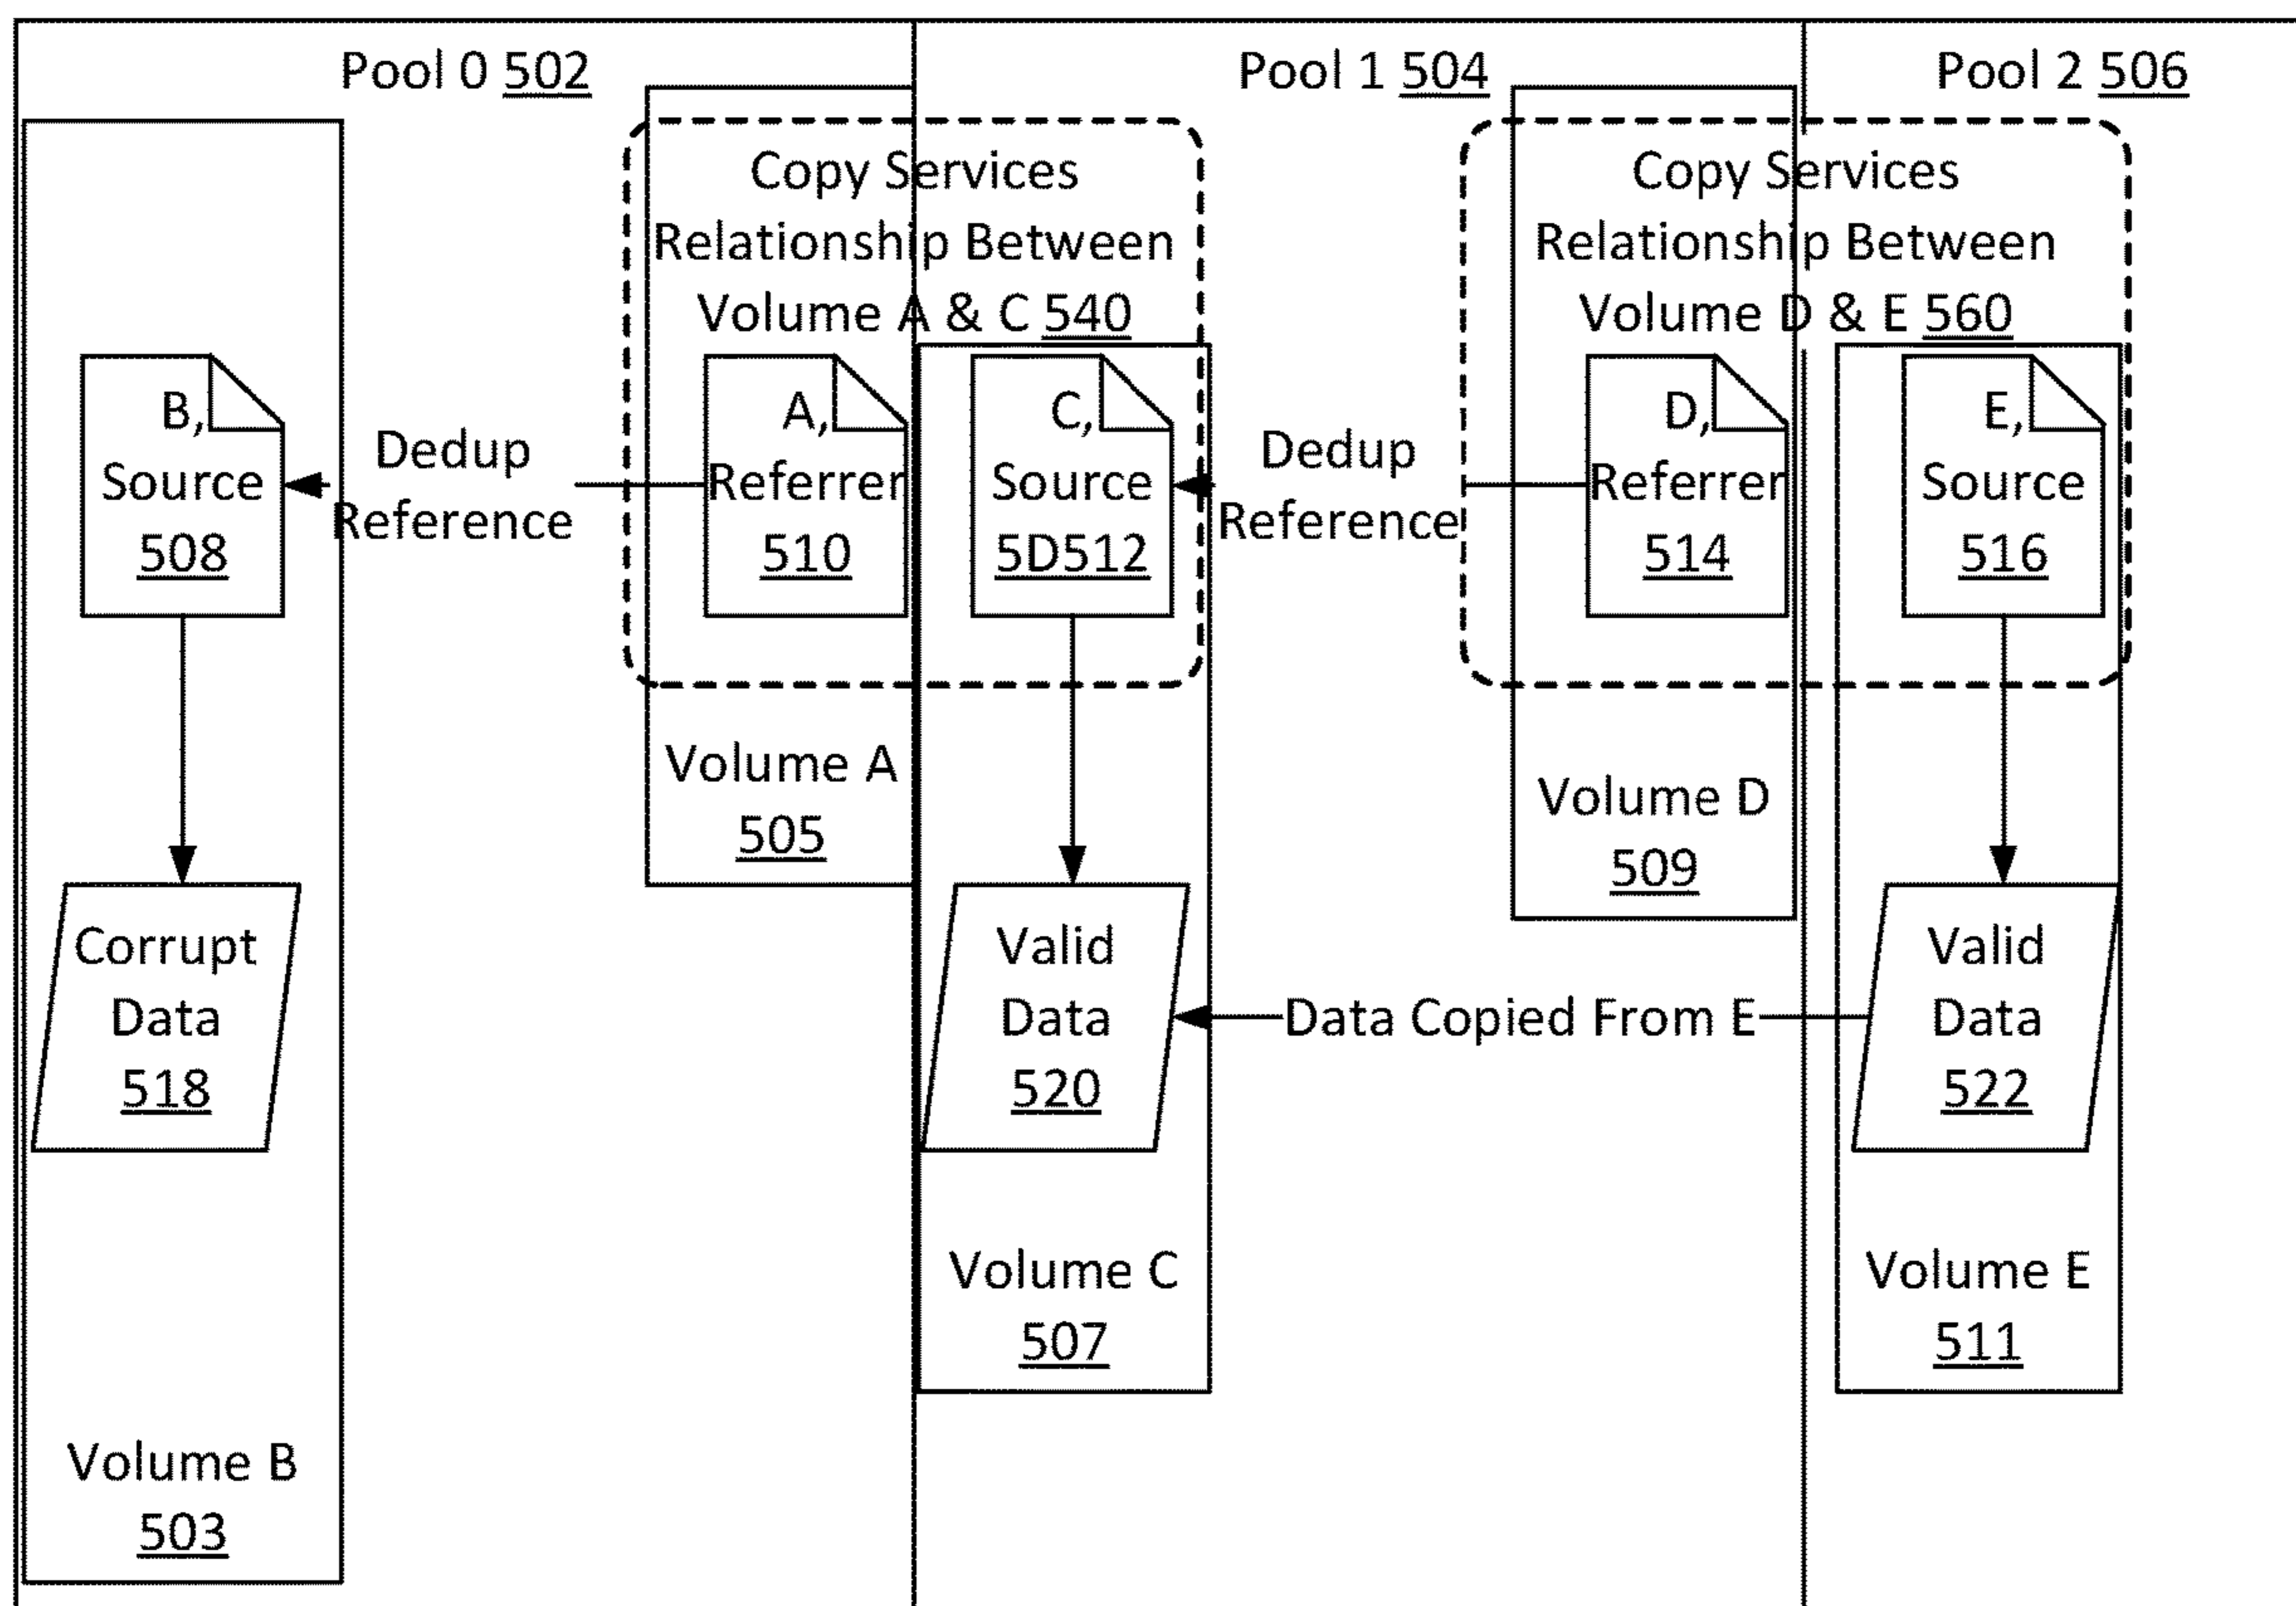 Pool 0 502
Pool 1 504
Pool 2 506
Copy Services
Relationship Between
Volume A & C 540
Copy Services
Relationship Between
Volume D & E 560
B,
Source
508
Dedup
Reference
A,
Referrer
510
C,
Source
5D512
Dedup
Reference
D,
Referrer
514
E,
Source
516
Volume A
505
Volume D
509
Corrupt
Data
518
Valid
Data
520
Data Copied From E
Valid
Data
522
Volume C
507
Volume E
511
Volume B
503